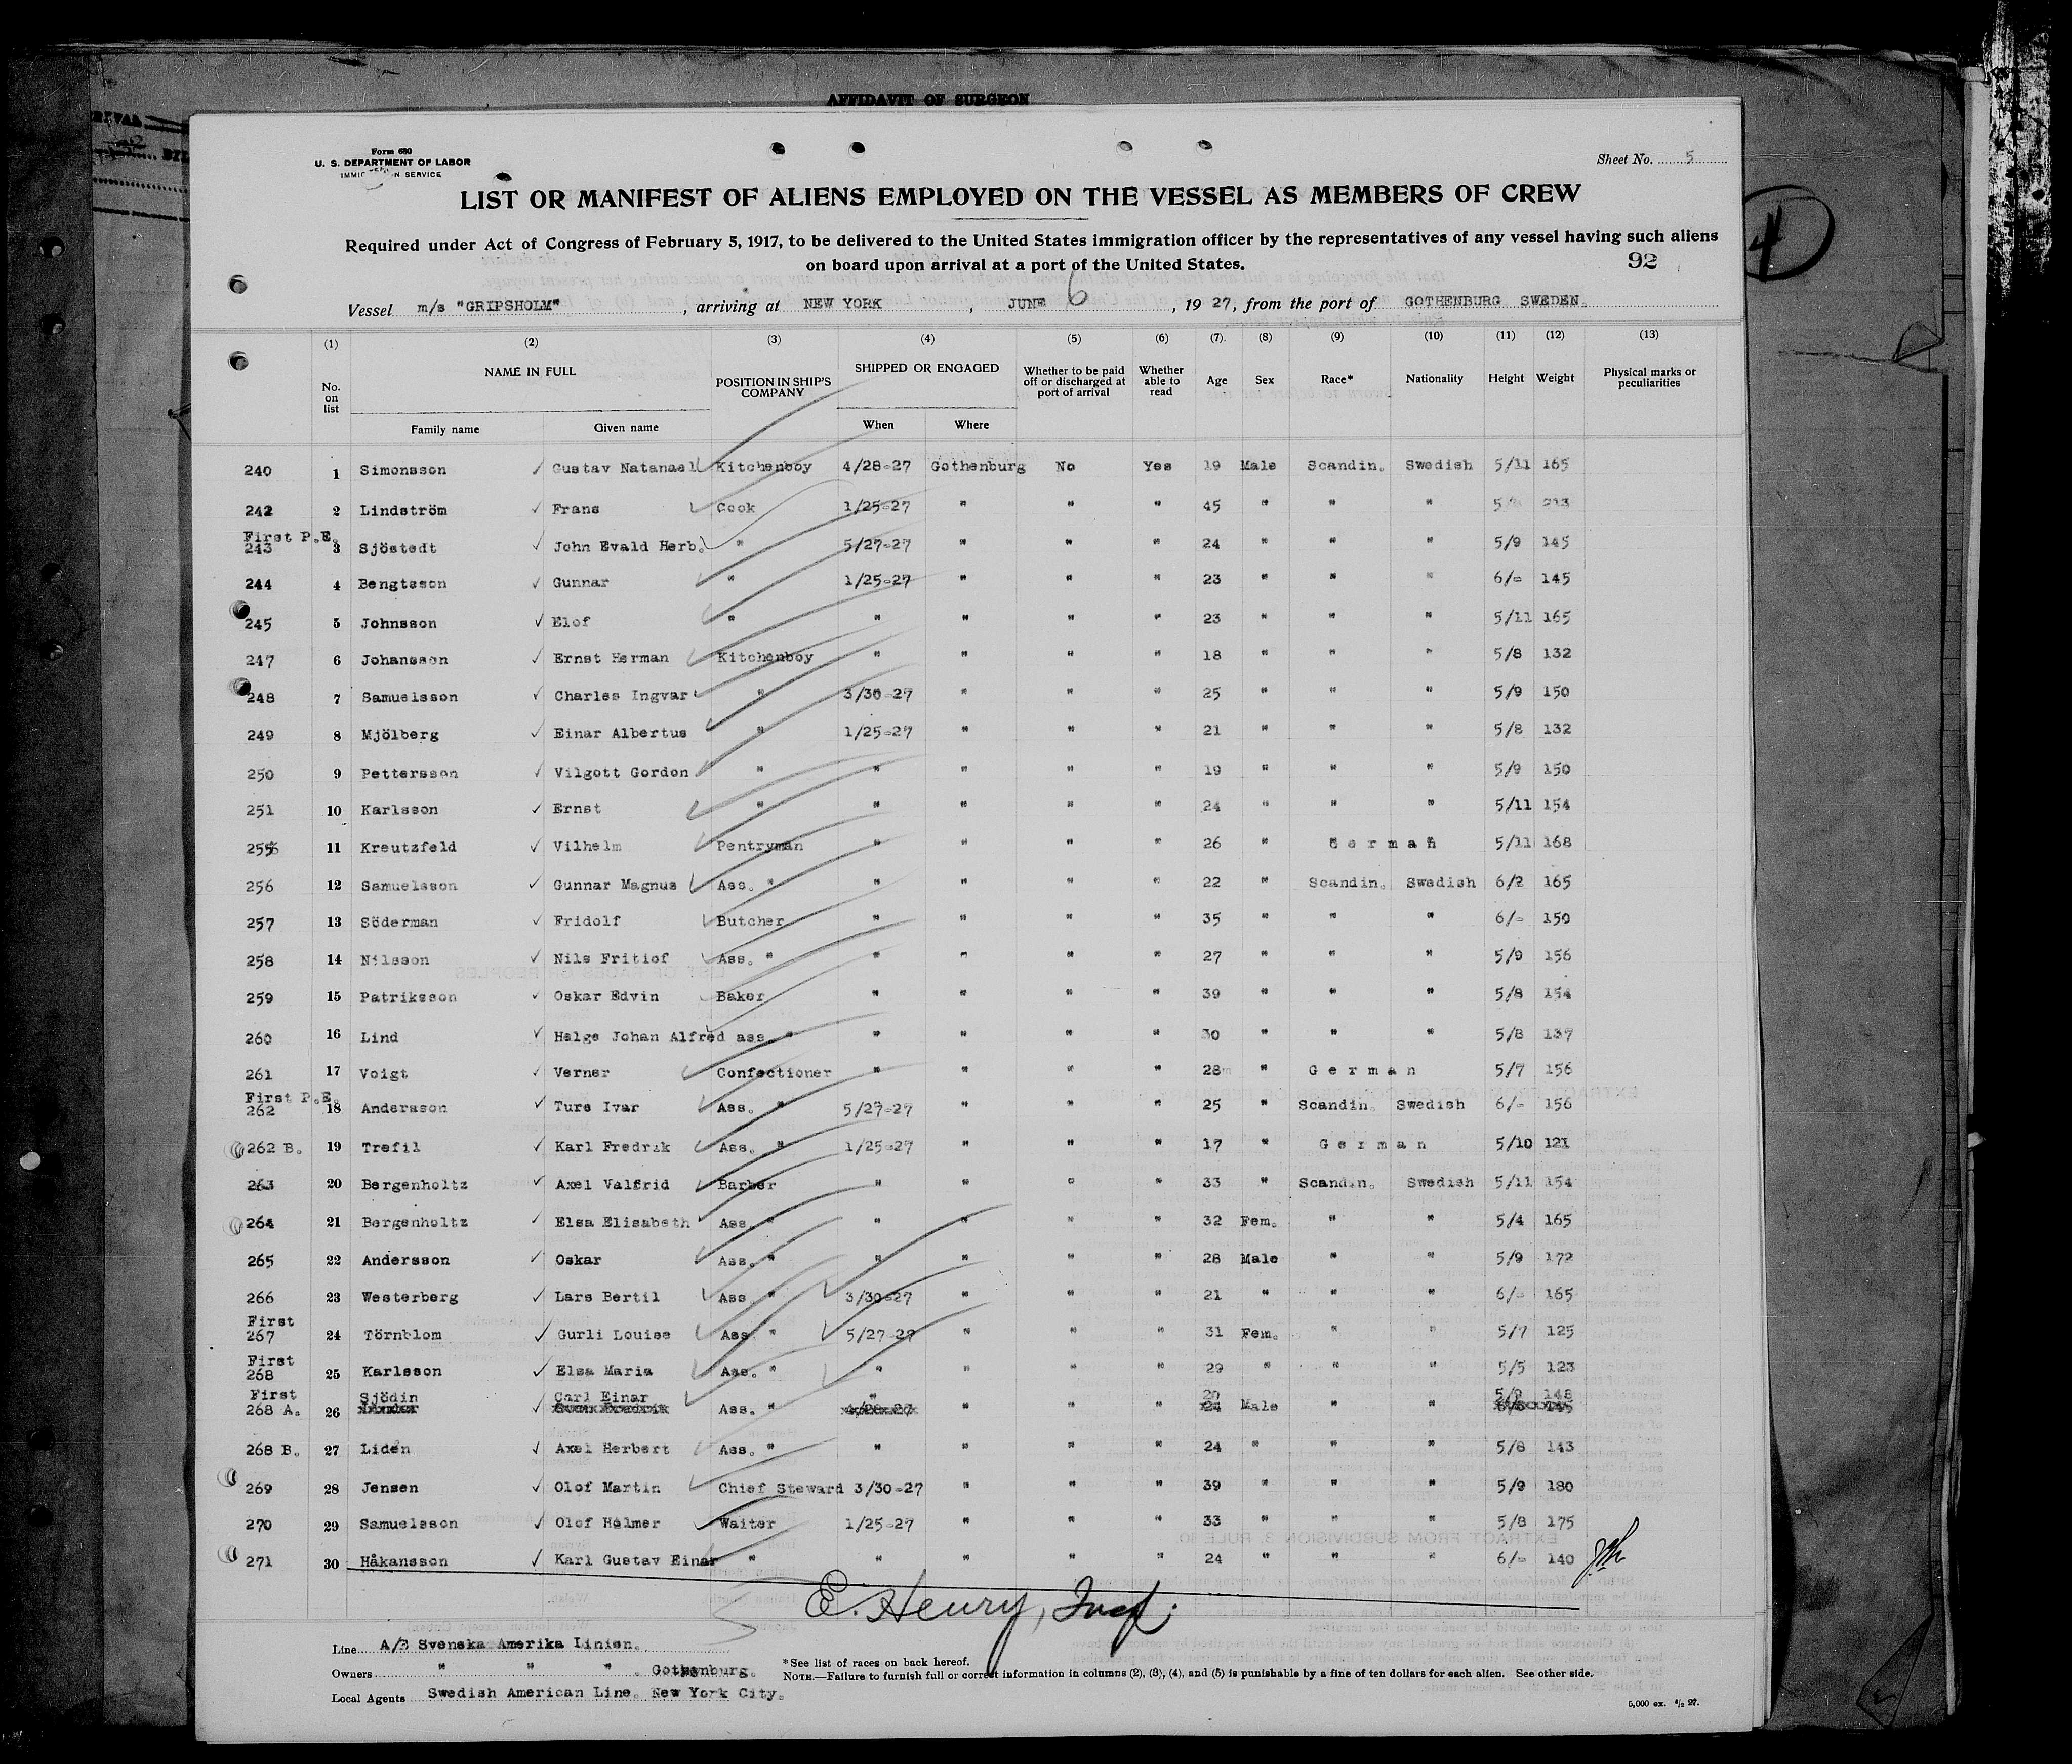 AFFIDAVIT OF SURGEON
Form 680
U. S. DEPARTMENT OF LABOR
SERVICE
Sheet No. 5
LIST OR MANIFEST OF ALIENS EMPLOYED ON THE VESSEL AS MEMBERS OF CREW
Required under Act of Congress of February 5, 1917, to be delivered to the United States immigration officer by the representatives of any vessel having such aliens
on board upon arrival at a port of the United States.
92
4
Vessel m/s "GRIPSHOLM", arriving at NEW YORK, JUNE 6, 1927, from the port of GOTHENBURG SWEDEN.
(1) (2) (3) (4) (5) (6) (7) (8) (9) (10) (11) (12) (13)
No. on list NAME IN FULL POSITION IN SHIP'S COMPANY SHIPPED OR ENGAGED Whether to be paid off or discharged at port of arrival Whether able to read Age Sex Race* Nationality Height Weight Physical marks or peculiarities
Family name Given name When Where
240 1 Simonsson Gustav Natanael Kitchenboy 4/28-27 Gothenburg No Yes 19 Male Scandin. Swedish 5/11 165
242 2 Lindström Frans Cook 1/25-27 " " " 45 " " " 5/
First P.E.
243 3 Sjöstedt John Evald Herb. " 5/27-27 " " " 24 " " " 5/9 145
244 4 Bengtsson Gunnar " 1/25-27 " " " 23 " " " 6/- 145
245 5 Johnsson Elof " " " " " 23 " " " 5/11 165
247 6 Johansson Ernst Herman Kitchenboy " " " " 18 " " " 5/8 132
248 7 Samuelsson Charles Ingvar " 3/30-27 " " " 25 " " " 5/9 150
249 8 Mjölberg Einar Albertus " 1/25-27 " " " 21 " " " 5/8 132
250 9 Pettersson Vilgott Gordon " " " " " 19 " " " 5/9 150
251 10 Karlsson Ernst " " " " " 24 " " " 5/11 154
255 11 Kreutzfeld Vilhelm Pentryman " " " " 26 " German 5/11 168
256 12 Samuelsson Gunnar Magnus Ass. " " " " " 22 " Scandin. Swedish 6/2 165
257 13 Söderman Fridolf Butcher " " " " 35 " " " 6/- 150
258 14 Nilsson Nils Fritiof Ass. " " " " " 27 " " " 5/9 156
259 15 Patriksson Oskar Edvin Baker " " " " 39 " " " 5/8 154
260 16 Lind Helge Johan Alfred ass. " " " " " 30 " " " 5/8 137
261 17 Voigt Verner Confectioner " " " " 28 " German 5/7 156
First P.E.
262 18 Andersson Ture Ivar Ass. " 5/27-27 " " " 25 " Scandin. Swedish 6/- 156
262 B. 19 Trefil Karl Fredrik Ass. " 1/25-27 " " " 17 " German 5/10 121
263 20 Bergenholtz Axel Valfrid Barber " " " " 33 " Scandin. Swedish 5/11 154
264 21 Bergenholtz Elsa Elisabeth Ass. " " " " " 32 Fem. " " 5/4 165
265 22 Andersson Oskar Ass. " " " " " 28 Male " " 5/9 172
266 23 Westerberg Lars Bertil Ass " 3/30-27 " " " 21 " " " 6/- 165
First
267 24 Törnblom Gurli Louise Ass. " 5/27-27 " " " 31 Fem. " " 5/7 125
First
268 25 Karlsson Elsa Maria Ass. " " " " " 29 " " " 5/5 123
First Sjödin Carl Einar " 20 148
268 A. 26 Ass. " 4/28-27 " " " 24 Male " "
268 B. 27 Lidén Axel Herbert Ass. " " " " " 24 " " " 5/8 143
269 28 Jensen Olof Martin Chief Steward 3/30-27 " " " 39 " " " 5/9 180
270 29 Samuelsson Olof Helmer Waiter 1/25-27 " " " 33 " " " 5/8 175
271 30 Håkansson Karl Gustav Einar " " " " " 24 " " " 6/- 140
E. Henry, Insp.
Line A/B Svenska Amerika Linien.
*See list of races on back hereof.
Owners " " " Gothenburg.
NOTE.—Failure to furnish full or correct information in columns (2), (3), (4), and (5) is punishable by a fine of ten dollars for each alien. See other side.
Local Agents Swedish American Line. New York City.
5,000 ex. 4/2 27.